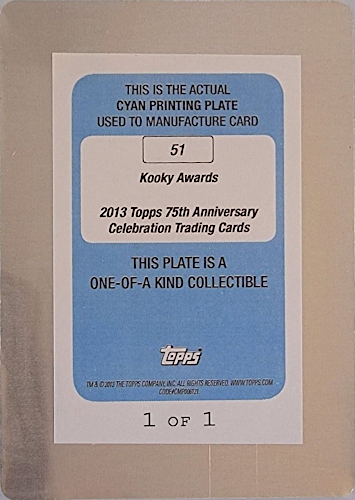 THIS IS THE ACTUAL
CYAN PRINTING PLATE
USED TO MANUFACTURE CARD
51
Kooky Awards
2013 Topps 75th Anniversary
Celebration Trading Cards
THIS PLATE IS A
ONE-OF-A KIND COLLECTIBLE
topps
TM & © 2013 THE TOPPS COMPANY, INC. ALL RIGHTS RESERVED. WWW.TOPPS.COM
1 OF 1